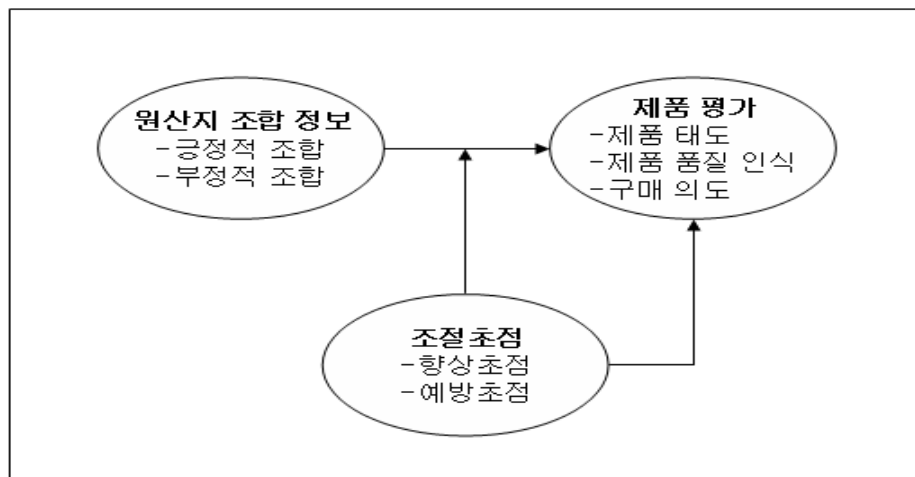 원산지 조합 정보
-긍정적 조합
-부정적 조합
제품 평가
-제품 태도
-제품 품질 인식
-구매 의도
조절초점
-향상초점
-예방초점